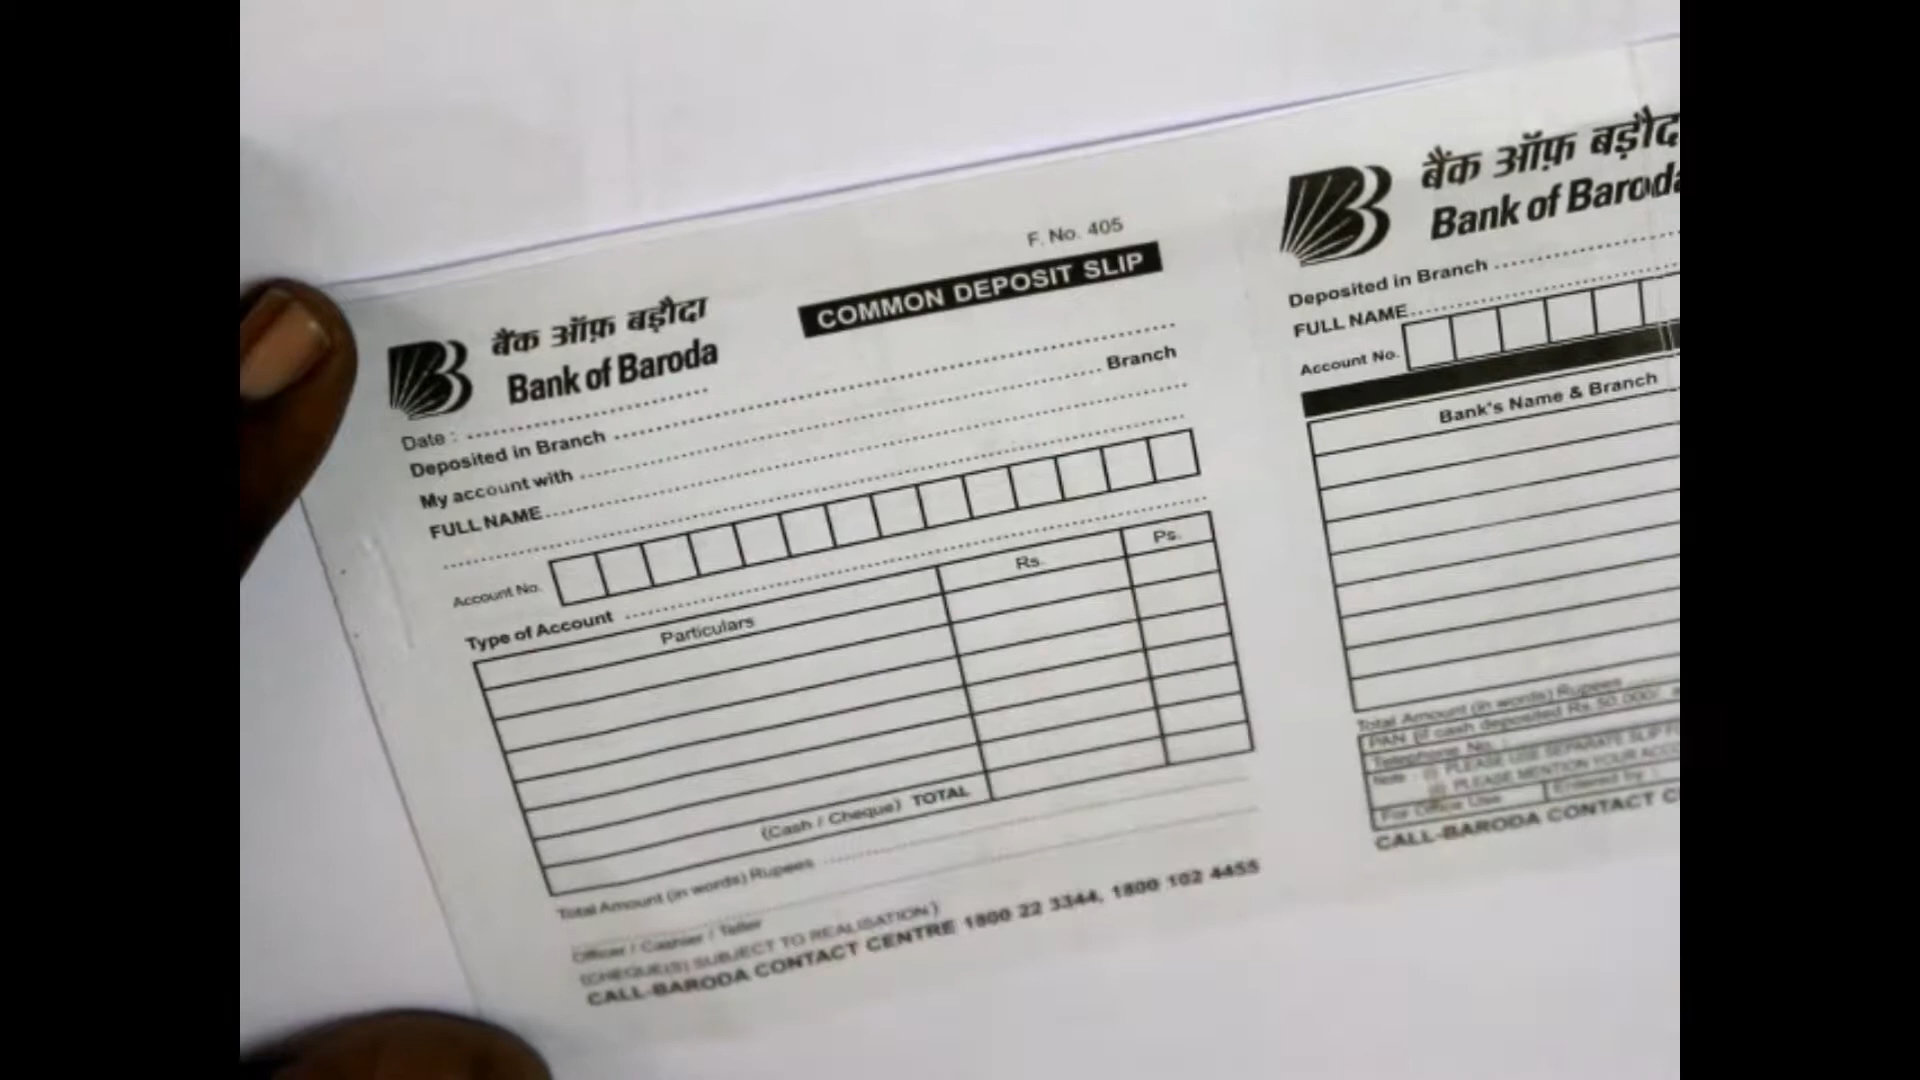 F. No. 405
बैंक ऑफ़ बड़ौदा
Bank of Baroda
COMMON DEPOSIT SLIP
Date :
Deposited in Branch
My account with Branch
FULL NAME
Account No.
Type of Account
Particulars Rs. Ps.
(Cash / Cheque) TOTAL
Total Amount (in words) Rupees
Officer / Cashier / Teller
(CHEQUE(S) SUBJECT TO REALISATION)
CALL-BARODA CONTACT CENTRE 1800 22 3344, 1800 102 4455
बैंक ऑफ़ बड़ौद
Bank of Baroda
Deposited in Branch
FULL NAME
Account No.
Bank's Name & Branch
Total Amount (in words) Rupees
PAN (if cash deposited Rs.50,000/
Telephone No. :
Note : (i) PLEASE USE SEPARATE SLIP
(ii) PLEASE MENTION YOUR
For Office Use Entered by :
CALL-BARODA CONTACT